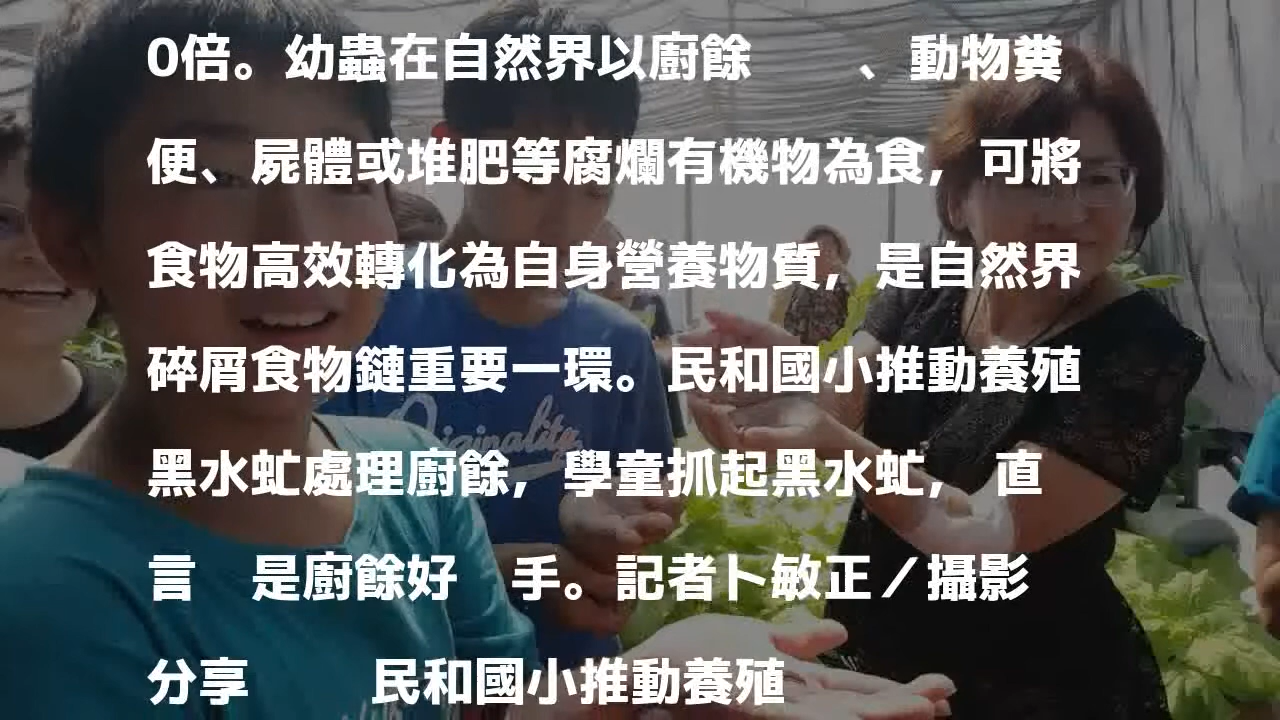 0倍。幼蟲在自然界以廚餘 、動物糞
便、屍體或堆肥等腐爛有機物為食，可將
食物高效轉化為自身營養物質，是自然界
碎屑食物鏈重要一環。民和國小推動養殖
黑水虻處理廚餘，學童抓起黑水虻， 直
言 是廚餘好 手。記者卜敏正／攝影
分享 民和國小推動養殖
Originality